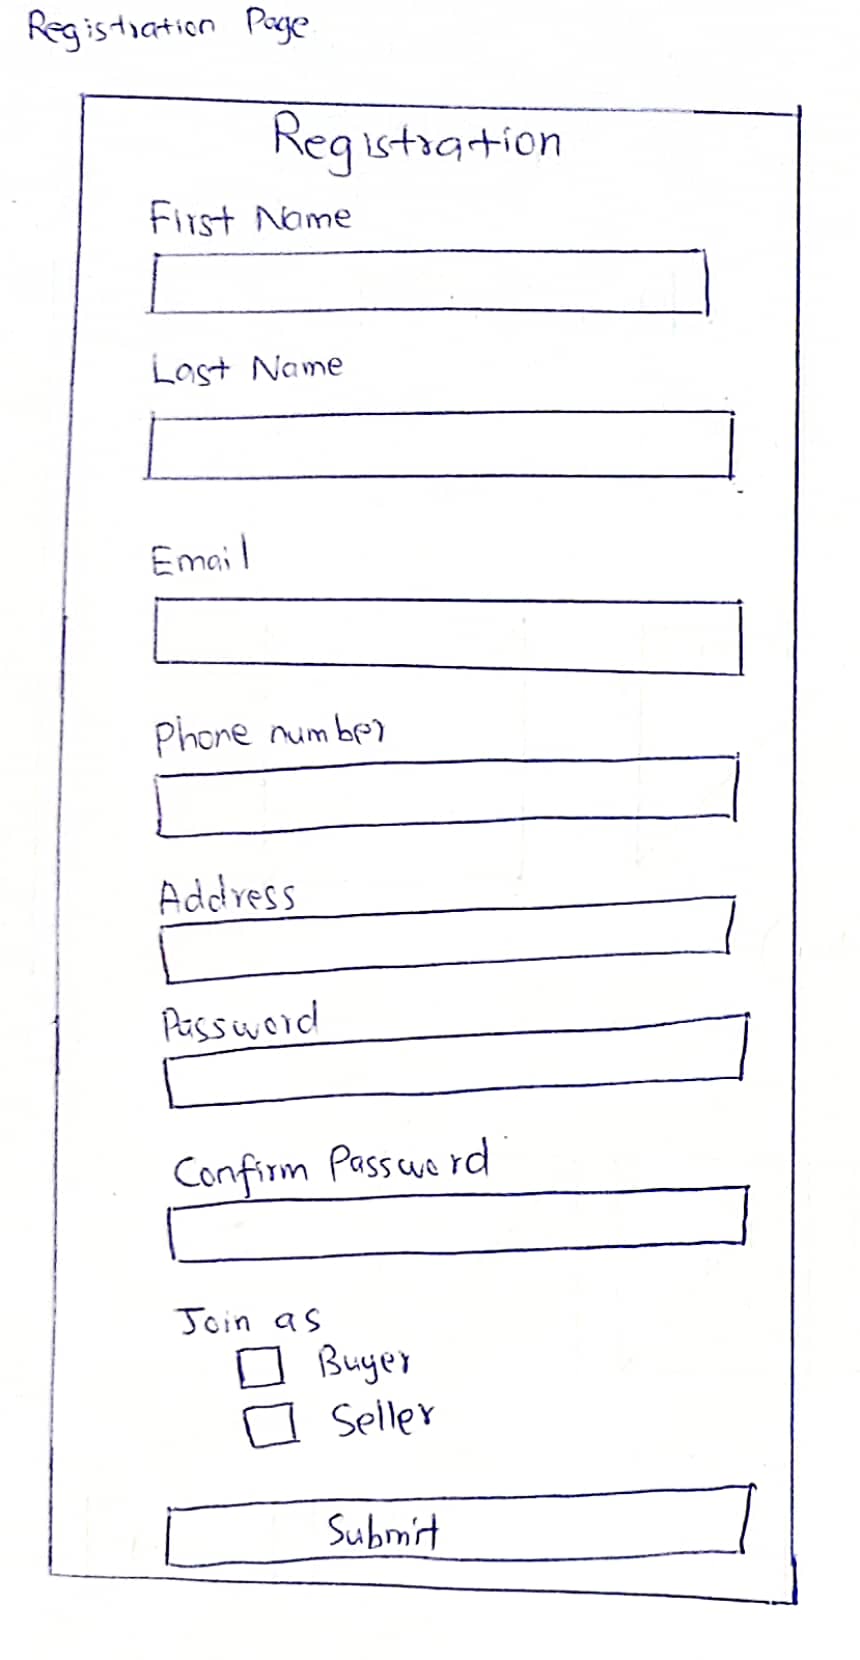 Registration Page
Registration
First Name
Last Name
Email
Phone number
Address
Password
Confirm Password
Join as
Buyer
Seller
Submit